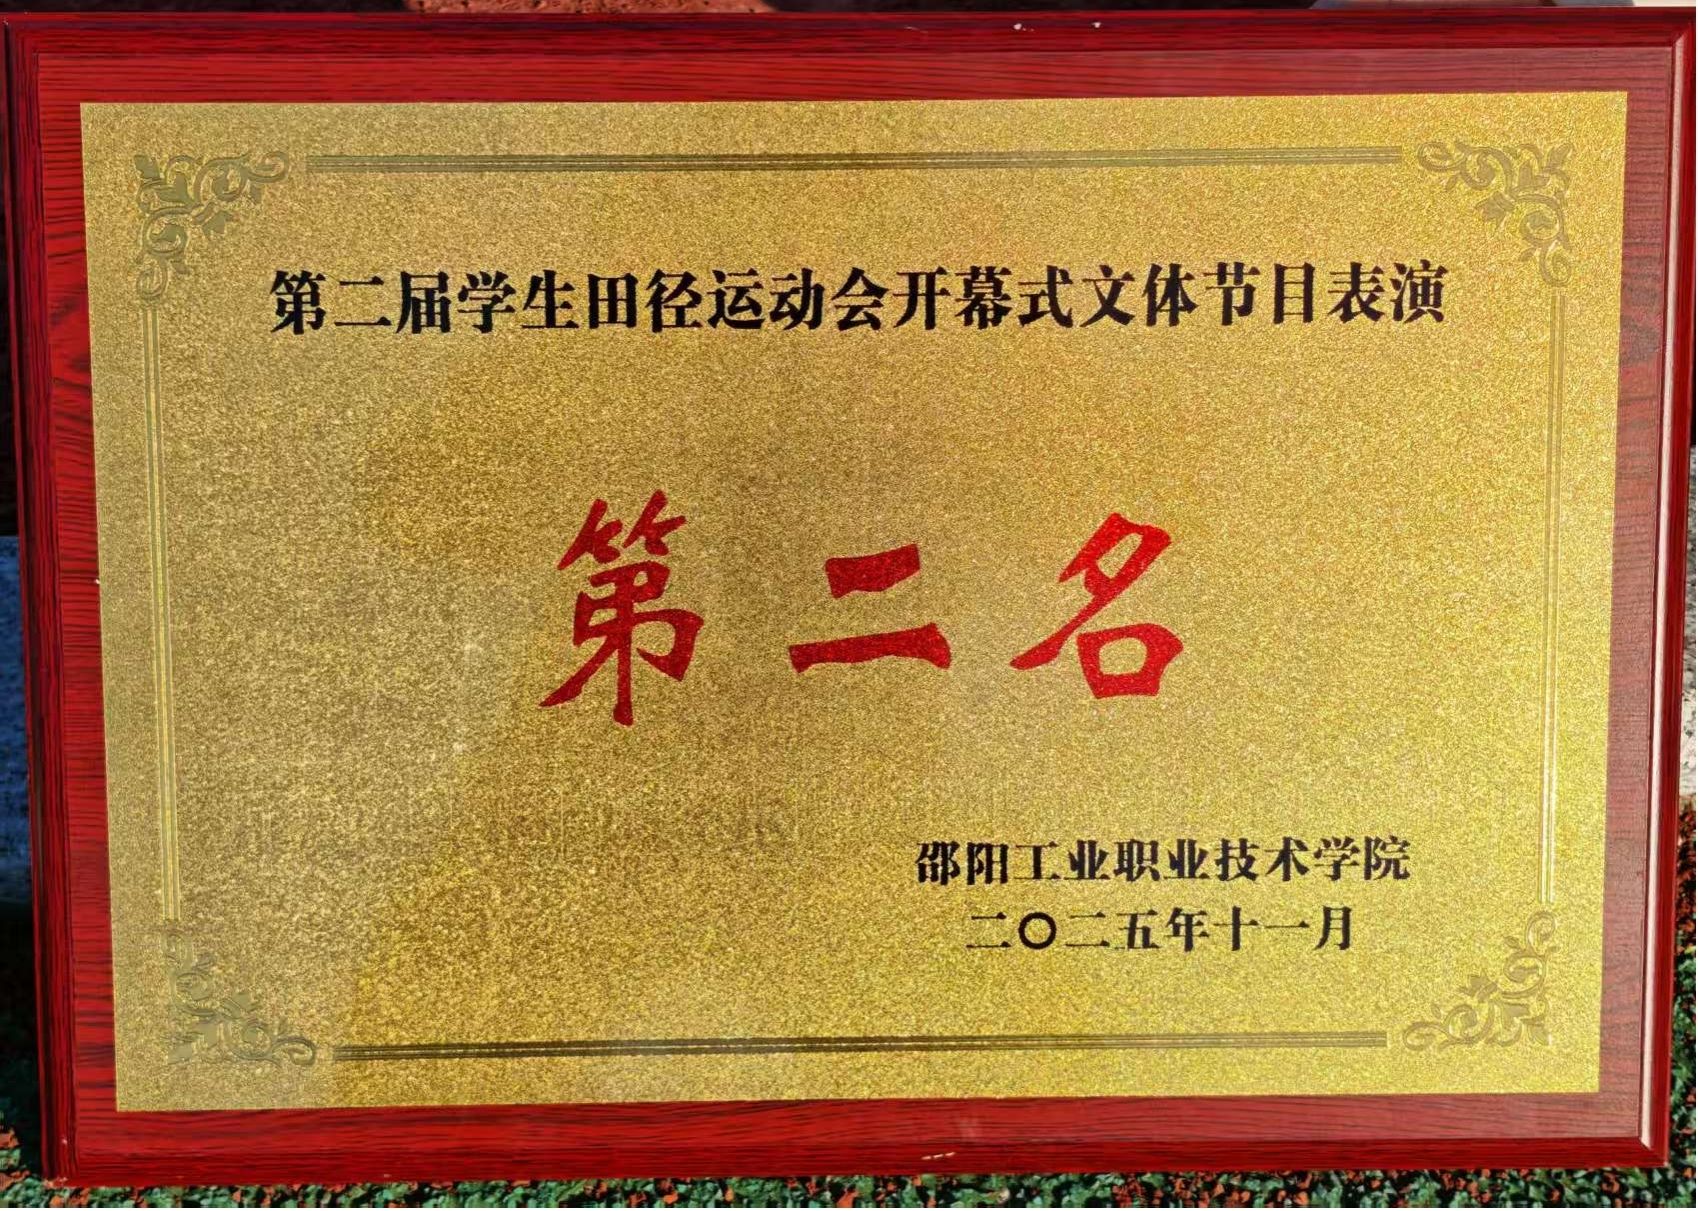 第二届学生田径运动会开幕式文体节目表演
第二名
邵阳工业职业技术学院
二〇二五年十一月